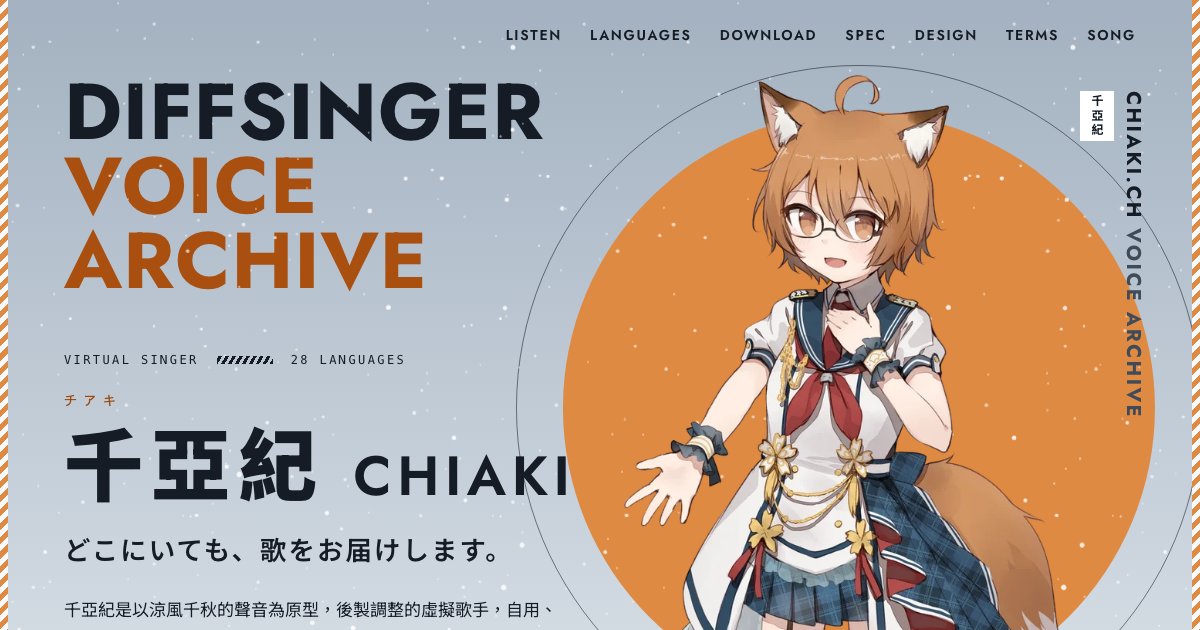 LISTEN LANGUAGES DOWNLOAD SPEC DESIGN TERMS SONG
DIFFSINGER
VOICE
ARCHIVE
VIRTUAL SINGER 28 LANGUAGES
チアキ
千亞紀 CHIAKI
どこにいても、歌をお届けします。
千亞紀是以涼風千秋的聲音為原型，後製調整的虛擬歌手，自用、
千亞紀
CHIAKI.CH VOICE ARCHIVE